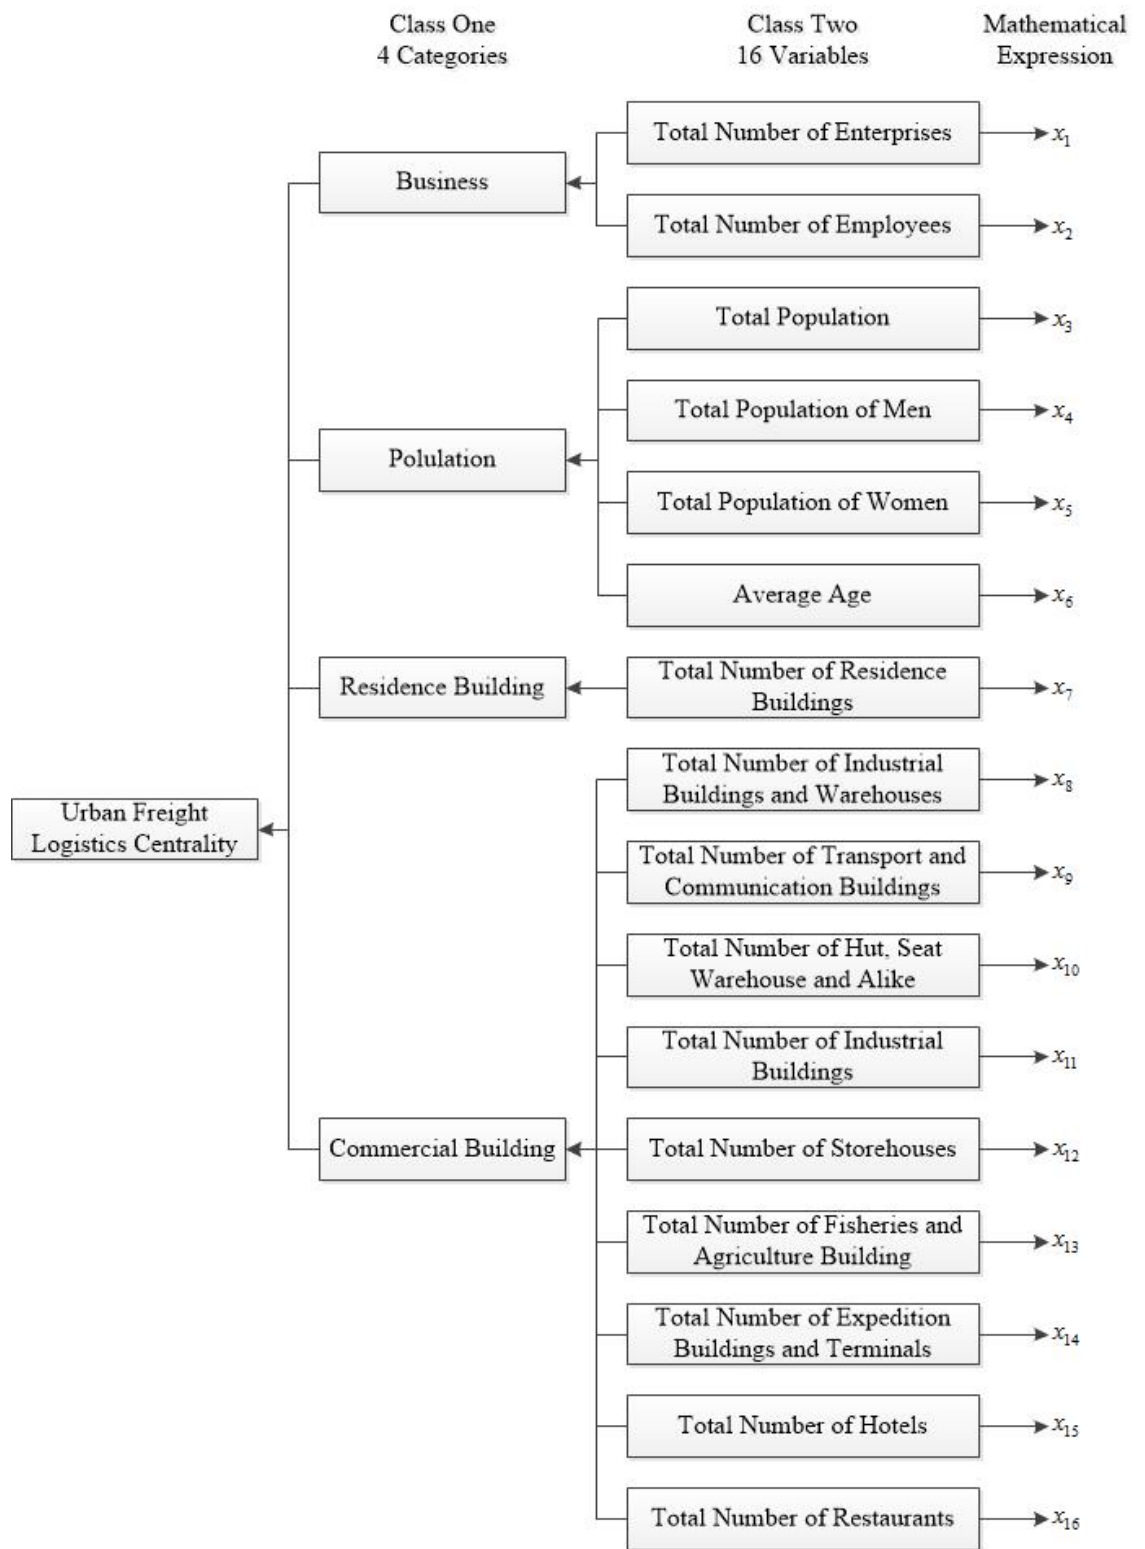 Class One
4 Categories
Class Two
16 Variables
Mathematical
Expression
Total Number of Enterprises
x₁
Business
Total Number of Employees
x₂
Total Population
x₃
Total Population of Men
x₄
Polulation
Total Population of Women
x₅
Average Age
x₆
Residence Building
Total Number of Residence
Buildings
x₇
Total Number of Industrial
Buildings and Warehouses
x₈
Urban Freight
Logistics Centrality
Total Number of Transport and
Communication Buildings
x₉
Total Number of Hut, Seat
Warehouse and Alike
x₁₀
Total Number of Industrial
Buildings
x₁₁
Commercial Building
Total Number of Storehouses
x₁₂
Total Number of Fisheries and
Agriculture Building
x₁₃
Total Number of Expedition
Buildings and Terminals
x₁₄
Total Number of Hotels
x₁₅
Total Number of Restaurants
x₁₆